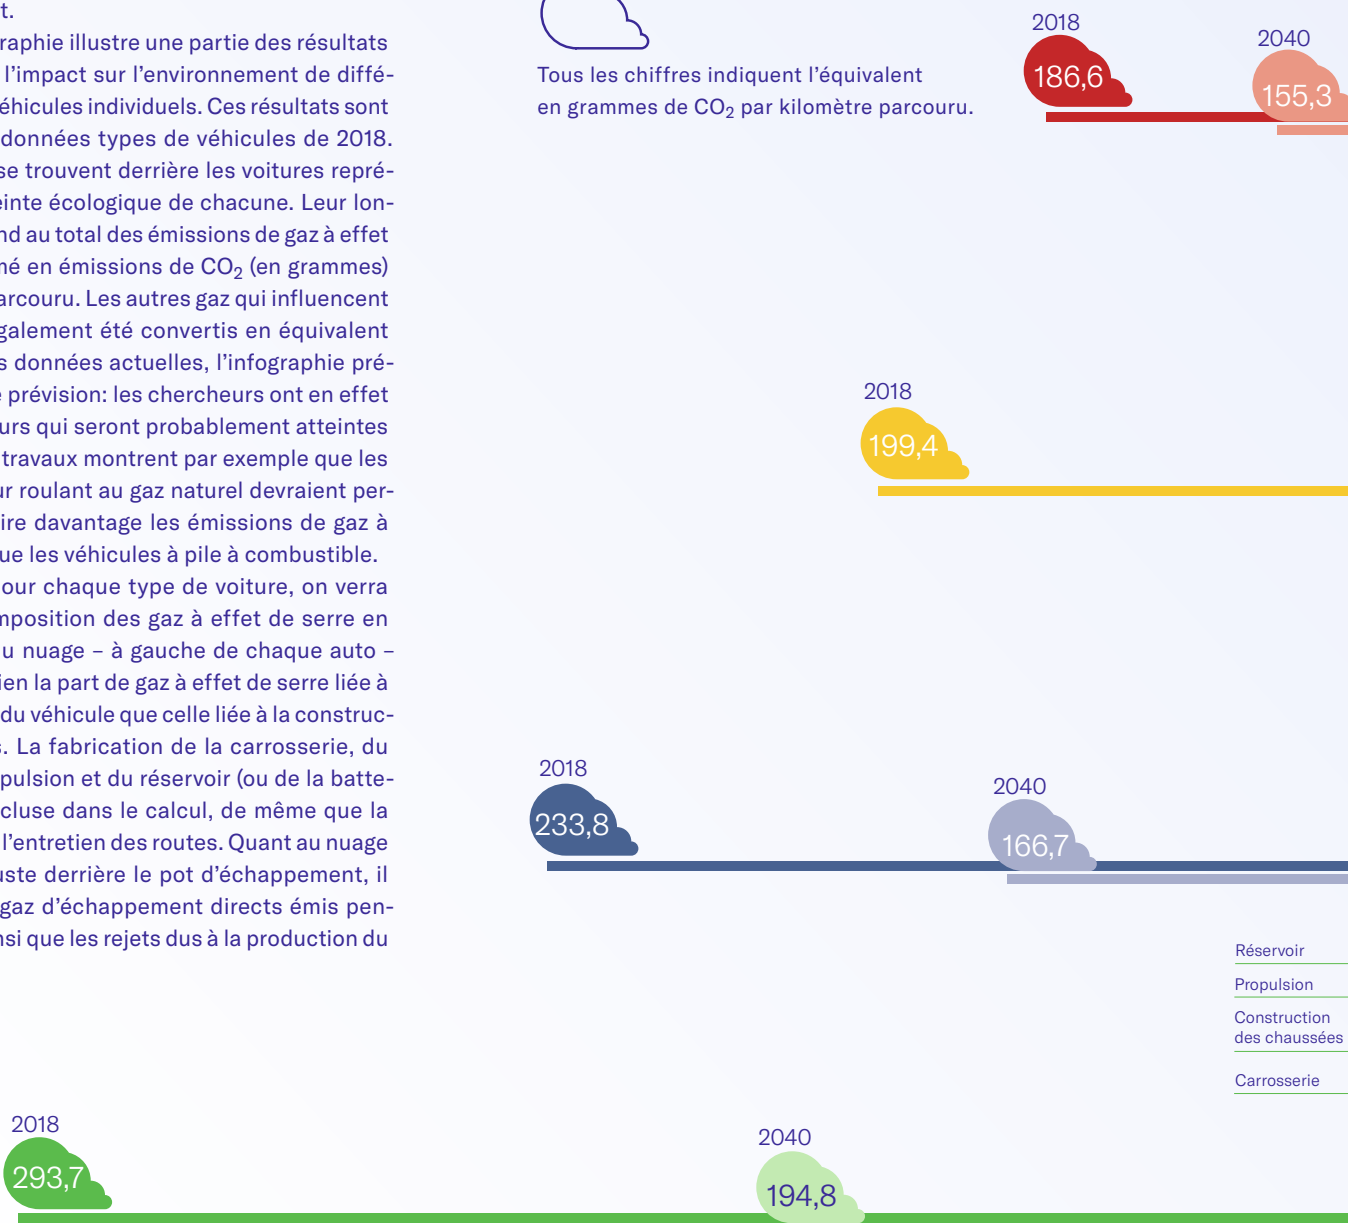 t.
raphie illustre une partie des résultats
l'impact sur l'environnement de diffé-
éhicules individuels. Ces résultats sont
données types de véhicules de 2018.
se trouvent derrière les voitures repré-
einte écologique de chacune. Leur lon-
nd au total des émissions de gaz à effet
mé en émissions de CO₂ (en grammes)
arcouru. Les autres gaz qui influencent
galement été convertis en équivalent
s données actuelles, l'infographie pré-
e prévision: les chercheurs ont en effet
urs qui seront probablement atteintes
travaux montrent par exemple que les
ur roulant au gaz naturel devraient per-
ire davantage les émissions de gaz à
ue les véhicules à pile à combustible.
our chaque type de voiture, on verra
mposition des gaz à effet de serre en
u nuage – à gauche de chaque auto –
ien la part de gaz à effet de serre liée à
du véhicule que celle liée à la construc-
s. La fabrication de la carrosserie, du
pulsion et du réservoir (ou de la batte-
cluse dans le calcul, de même que la
l'entretien des routes. Quant au nuage
uste derrière le pot d'échappement, il
gaz d'échappement directs émis pen-
nsi que les rejets dus à la production du
Tous les chiffres indiquent l'équivalent
en grammes de CO₂ par kilomètre parcouru.
2018
186,6
2040
155,3
2018
199,4
2018
233,8
2040
166,7
Réservoir
Propulsion
Construction
des chaussées
Carrosserie
2018
293,7
2040
194,8